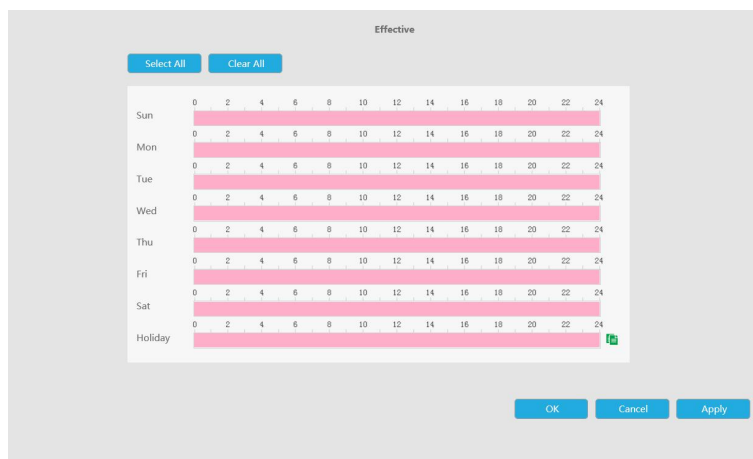 Effective
Select All Clear All
0 2 4 6 8 10 12 14 16 18 20 22 24
Sun
0 2 4 6 8 10 12 14 16 18 20 22 24
Mon
0 2 4 6 8 10 12 14 16 18 20 22 24
Tue
0 2 4 6 8 10 12 14 16 18 20 22 24
Wed
0 2 4 6 8 10 12 14 16 18 20 22 24
Thu
0 2 4 6 8 10 12 14 16 18 20 22 24
Fri
0 2 4 6 8 10 12 14 16 18 20 22 24
Sat
0 2 4 6 8 10 12 14 16 18 20 22 24
Holiday
OK Cancel Apply